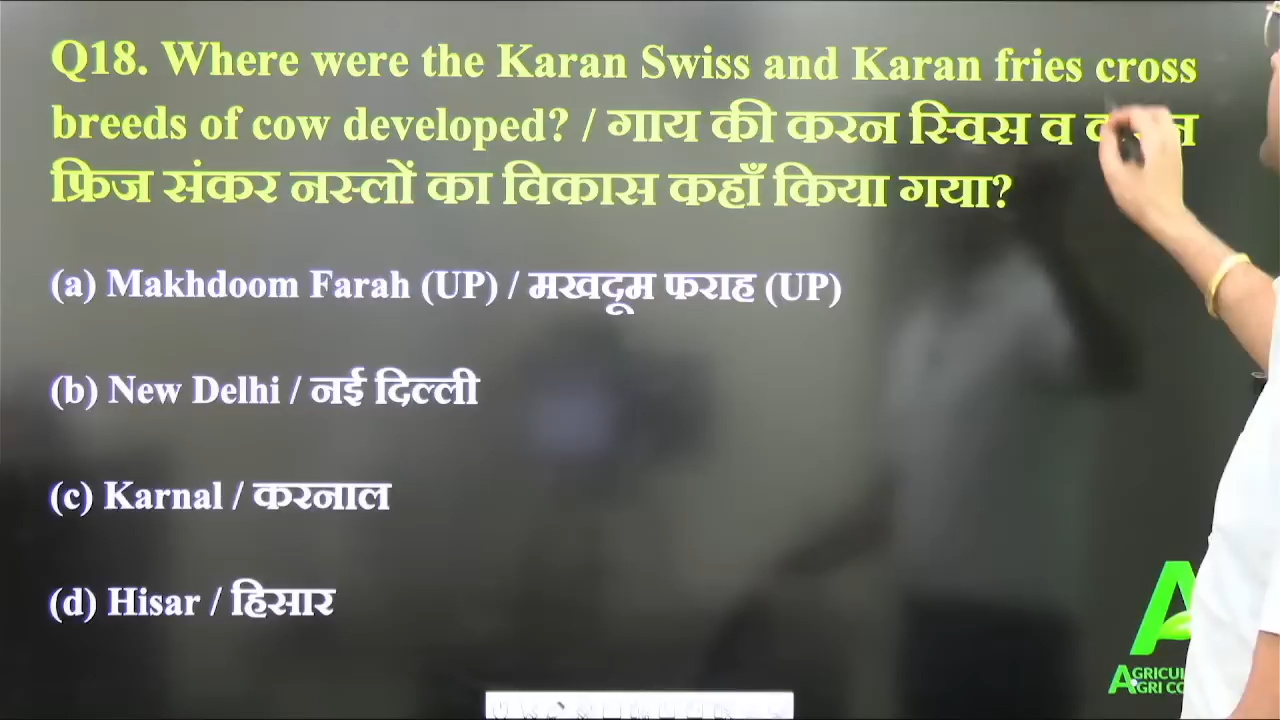 Q18. Where were the Karan Swiss and Karan fries cross
breeds of cow developed? / गाय की करन स्विस व
फ्रिज संकर नस्लों का विकास कहाँ किया गया?
(a) Makhdoom Farah (UP) / मखदूम फराह (UP)
(b) New Delhi / नई दिल्ली
(c) Karnal / करनाल
(d) Hisar / हिसार
A